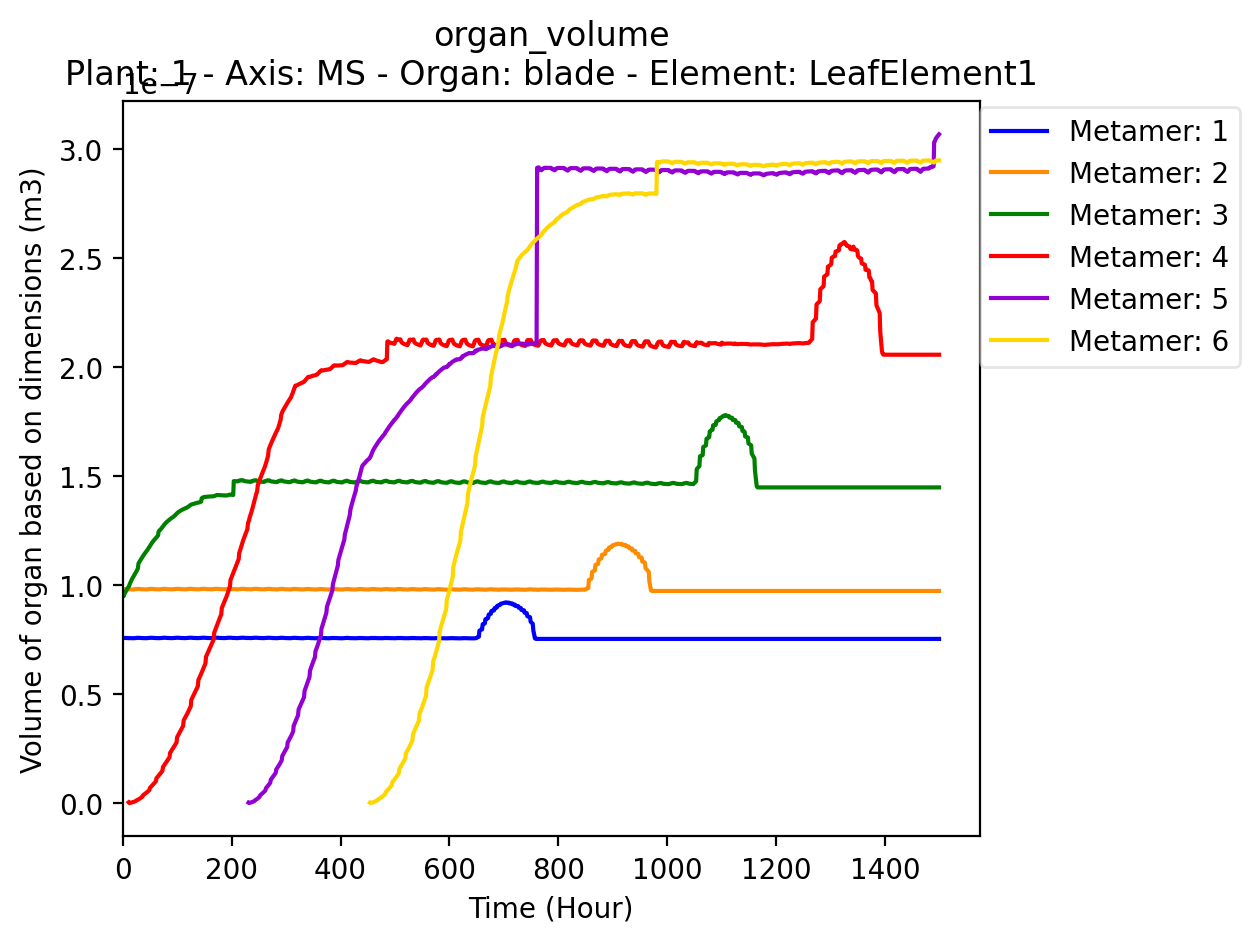 organ_volume
Plant: 1 - Axis: MS - Organ: blade - Element: LeafElement1
1e−7
3.0
2.5
2.0
1.5
1.0
0.5
0.0
Volume of organ based on dimensions (m3)
0 200 400 600 800 1000 1200 1400
Time (Hour)
Metamer: 1
Metamer: 2
Metamer: 3
Metamer: 4
Metamer: 5
Metamer: 6